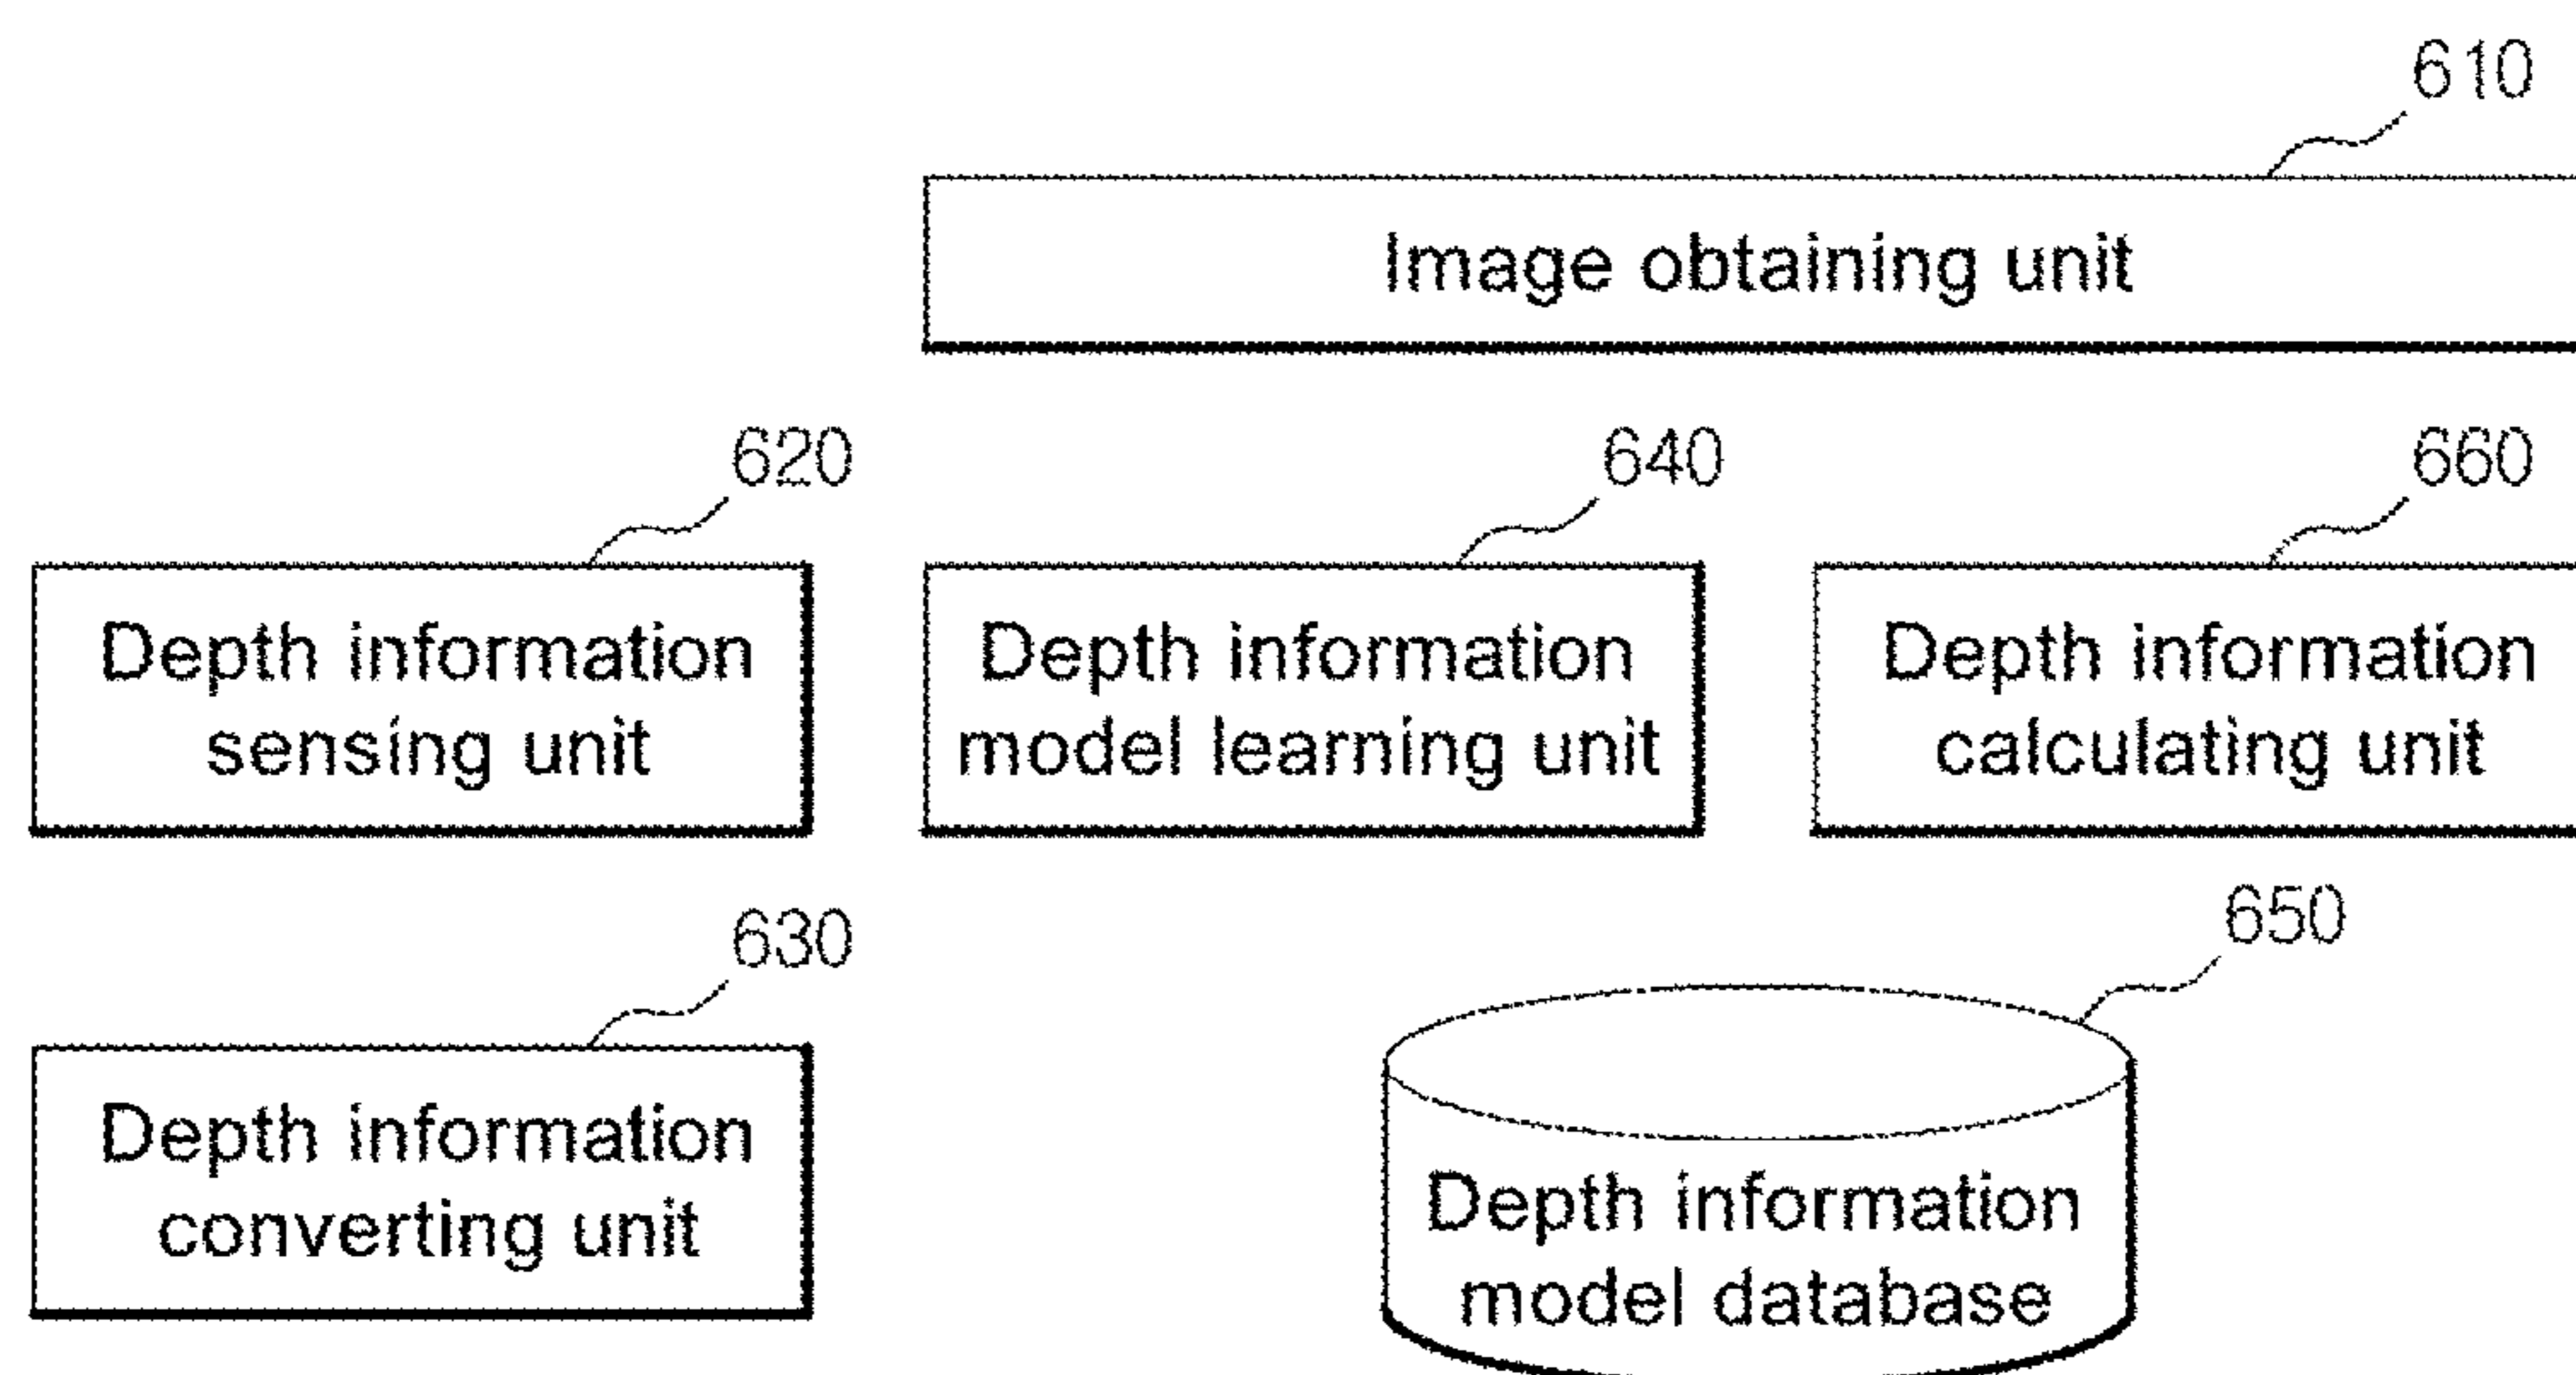 610
Image obtaining unit
620
640
660
Depth information
sensing unit
Depth information
model learning unit
Depth information
calculating unit
630
650
Depth information
converting unit
Depth information
model database